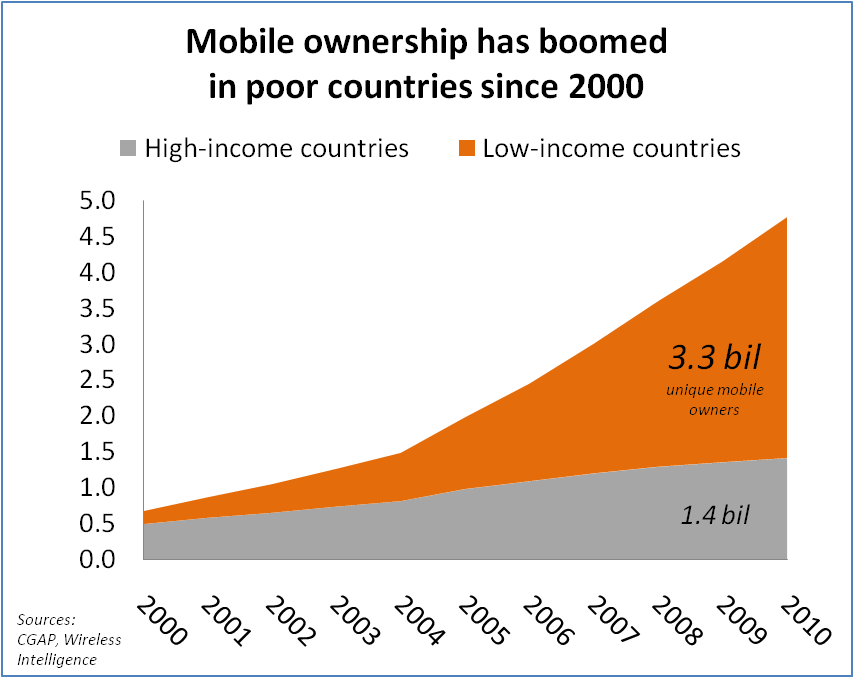 Mobile ownership has boomed
in poor countries since 2000
High-income countries
Low-income countries
5.0
4.5
4.0
3.5
3.0
2.5
2.0
1.5
1.0
0.5
0.0
3.3 bil
unique mobile
owners
1.4 bil
2000
2001
2002
2003
2004
2005
2006
2007
2008
2009
2010
Sources:
CGAP, Wireless
Intelligence